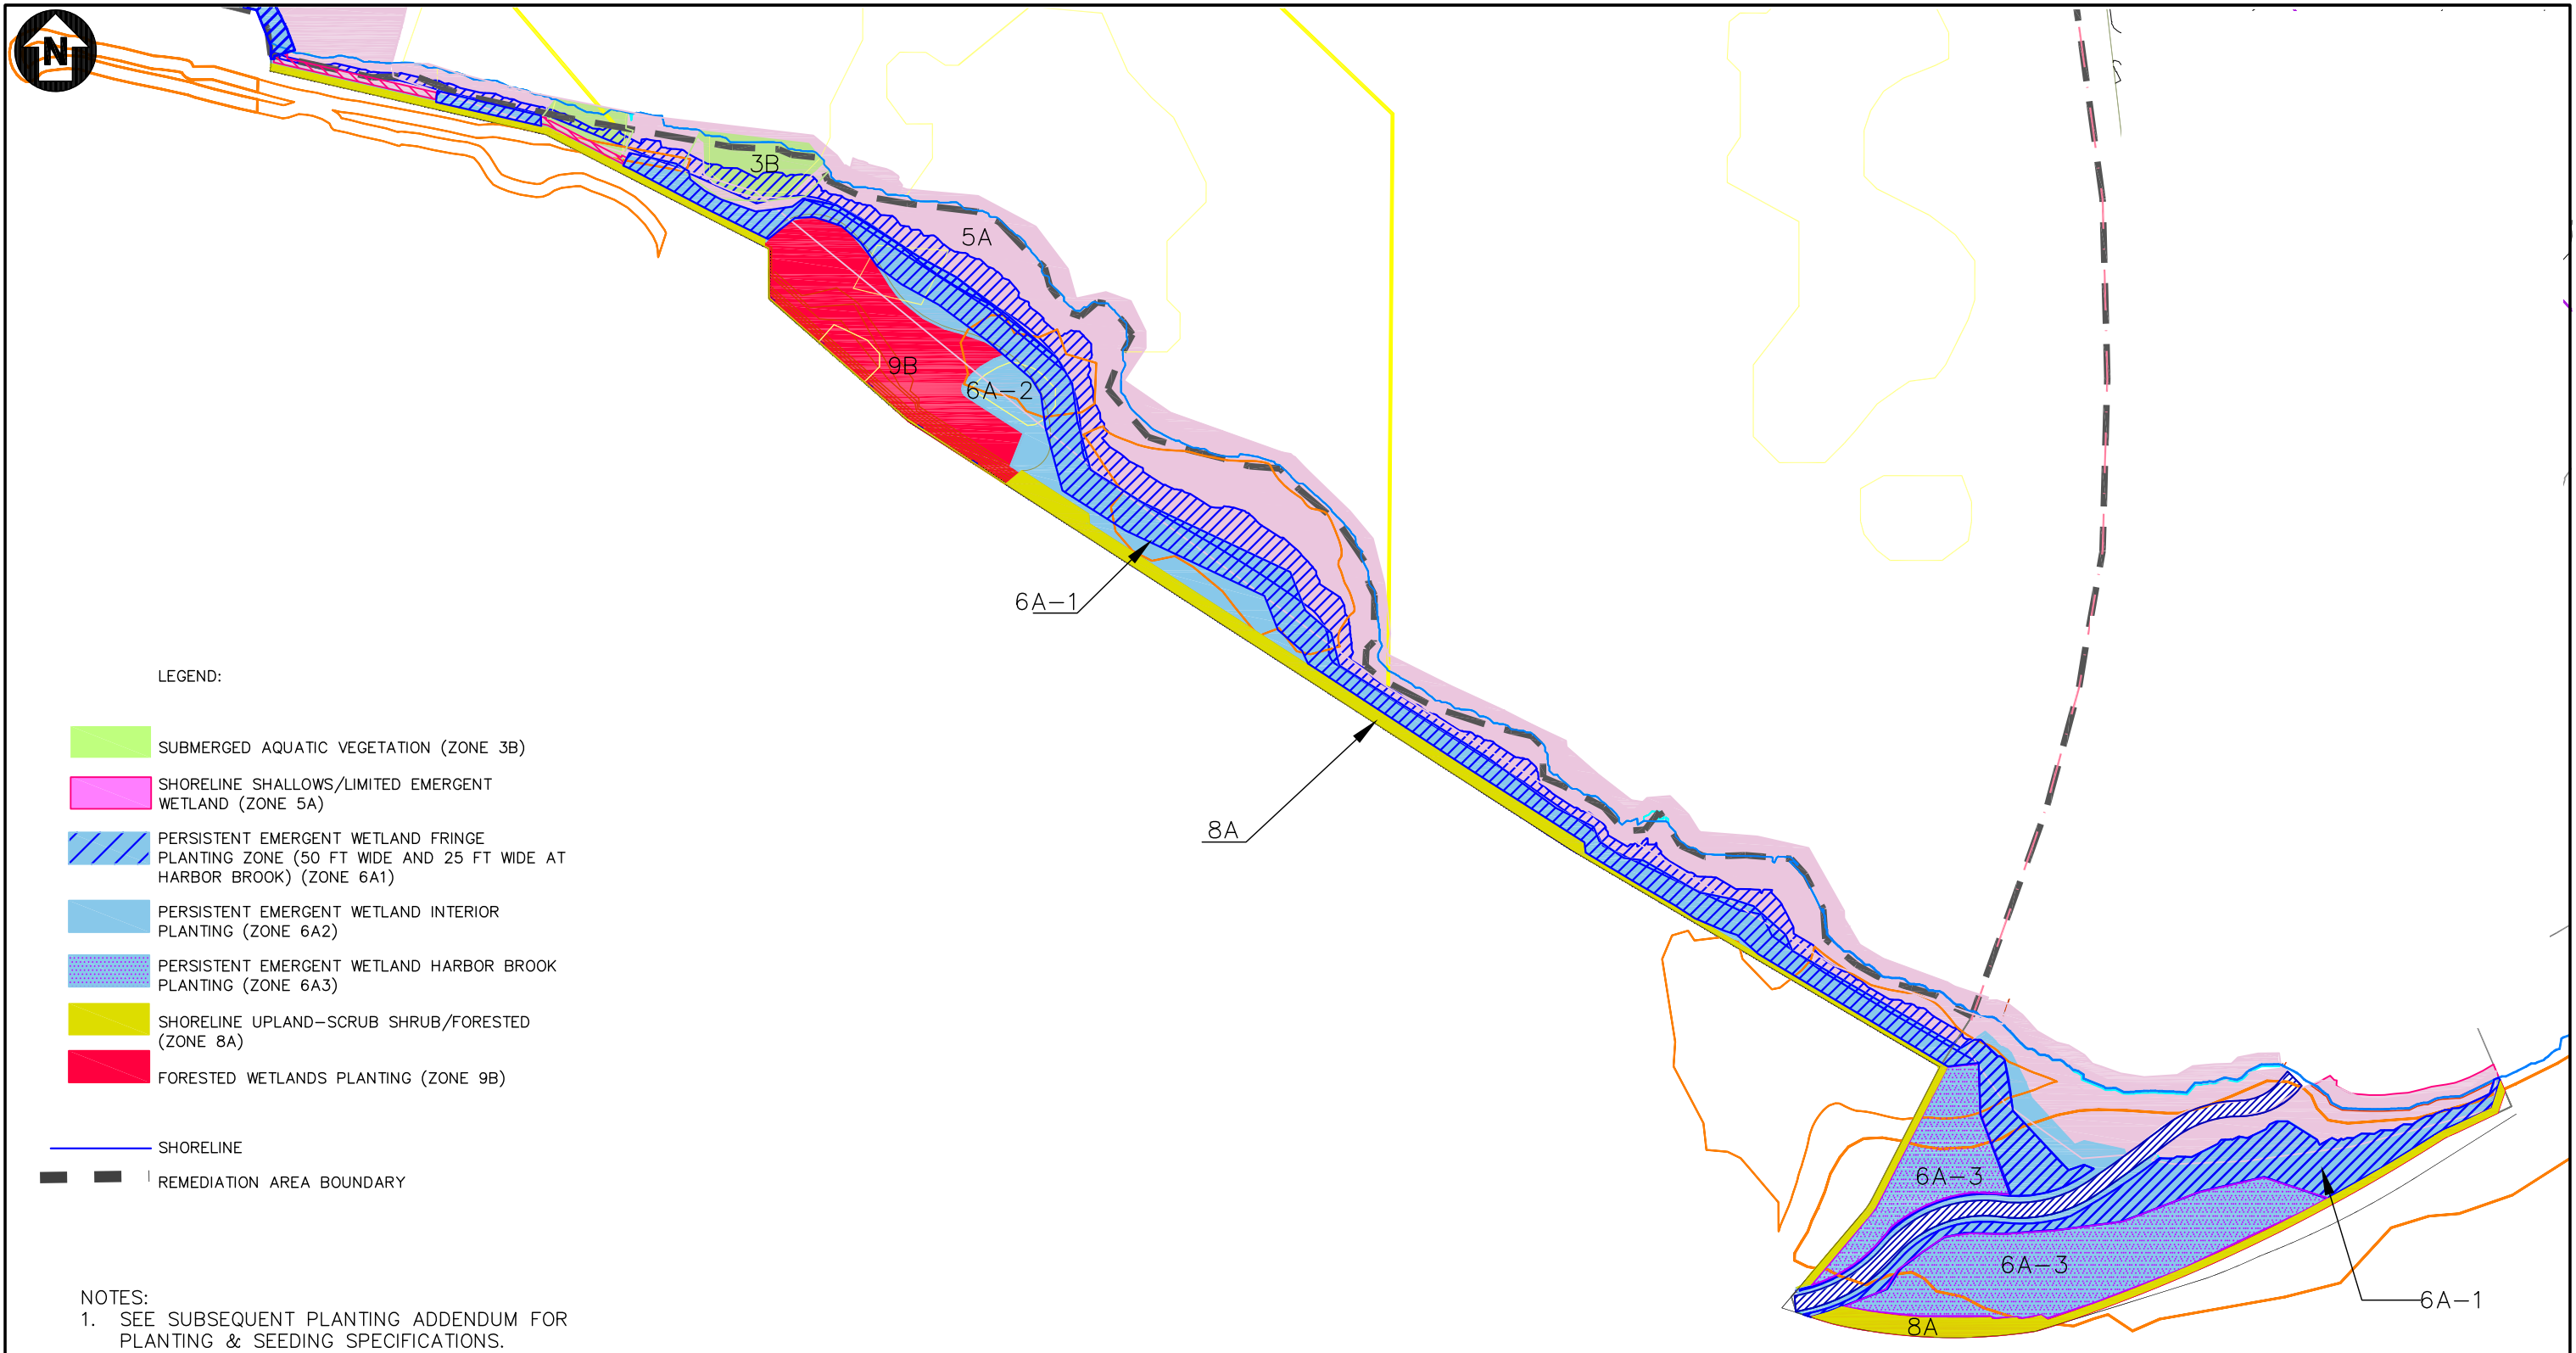 N
3B
5A
9B
6A-2
6A-1
8A
LEGEND:
SUBMERGED AQUATIC VEGETATION (ZONE 3B)
SHORELINE SHALLOWS/LIMITED EMERGENT
WETLAND (ZONE 5A)
PERSISTENT EMERGENT WETLAND FRINGE
PLANTING ZONE (50 FT WIDE AND 25 FT WIDE AT
HARBOR BROOK) (ZONE 6A1)
PERSISTENT EMERGENT WETLAND INTERIOR
PLANTING (ZONE 6A2)
PERSISTENT EMERGENT WETLAND HARBOR BROOK
PLANTING (ZONE 6A3)
SHORELINE UPLAND-SCRUB SHRUB/FORESTED
(ZONE 8A)
FORESTED WETLANDS PLANTING (ZONE 9B)
SHORELINE
REMEDIATION AREA BOUNDARY
6A-3
6A-3
6A-1
8A
NOTES:
1. SEE SUBSEQUENT PLANTING ADDENDUM FOR
PLANTING & SEEDING SPECIFICATIONS.